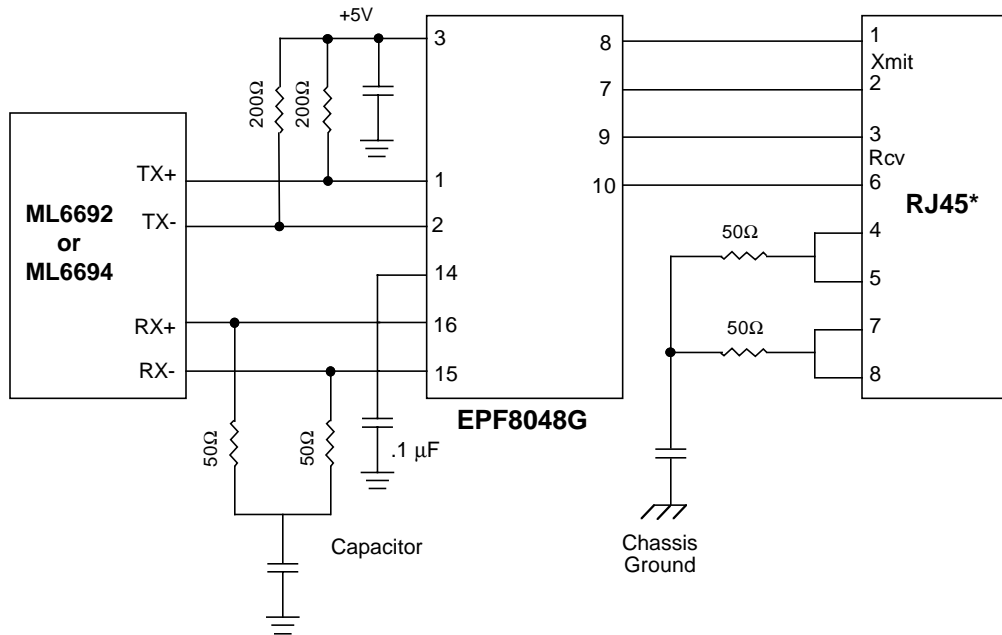 +5V
3
8
1
Xmit
200Ω
200Ω
7
2
9
3
Rcv
TX+
1
10
6
RJ45*
ML6692
or
ML6694
TX-
2
50Ω
4
14
5
RX+
16
50Ω
7
RX-
15
8
EPF8048G
50Ω
50Ω
.1 µF
Capacitor
Chassis
Ground